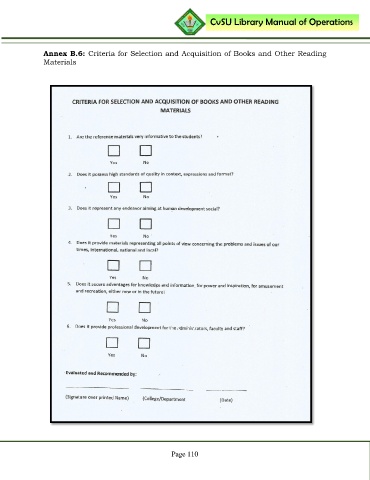 CvSU Library Manual of Operations
Annex B.6: Criteria for Selection and Acquisition of Books and Other Reading
Materials
CRITERIA FOR SELECTION AND ACQUISITION OF BOOKS AND OTHER READING
MATERIALS
1. Are the reference materials very informative to the students?
Yes No
2. Does it possess high standards of quality in content, expressions and format?
Yes No
3. Does it represent any endeavor aiming at human development social?
Yes No
4. Does it provide materials representing all points of view concerning the problems and issues of our
times, international, national and local?
Yes No
5. Does it secure advantages for knowledge and information, for power and inspiration, for amusement
and recreation, either now or in the future?
Yes No
6. Does it provide professional development for the administration, faculty and staff?
Yes No
Evaluated and Recommended by:
(Signature over printed Name) (College/Department (Date)
Page 110